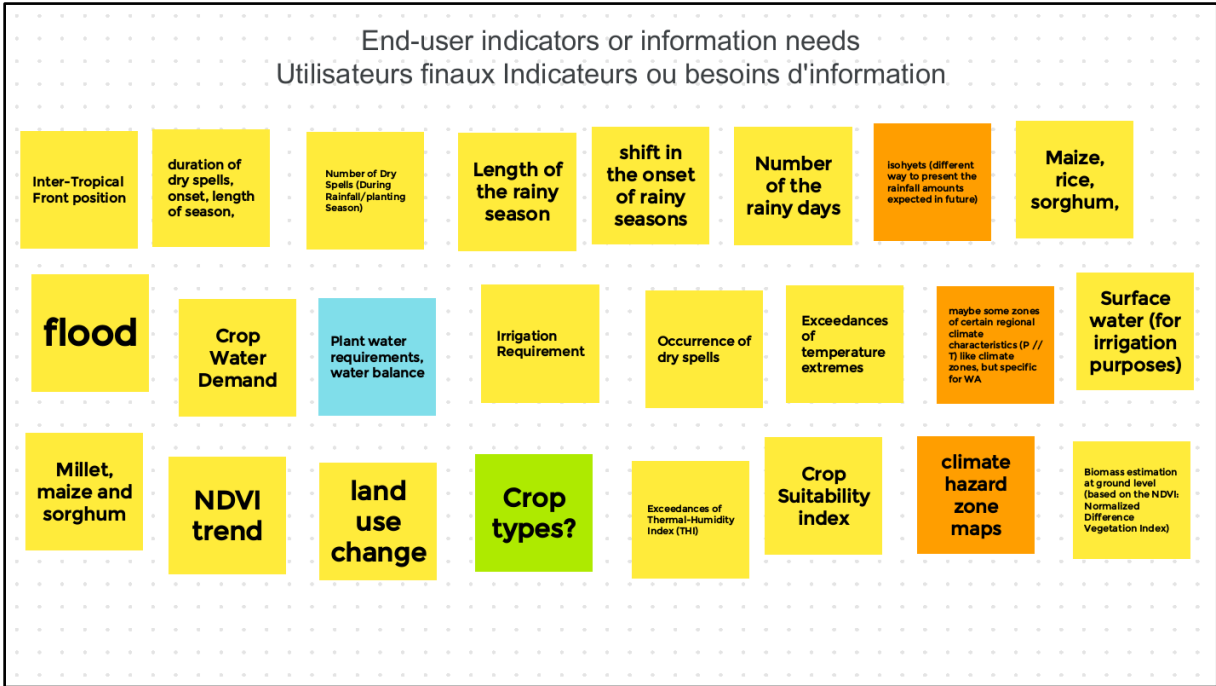 End-user indicators or information needs
Utilisateurs finaux Indicateurs ou besoins d'information
Inter-Tropical
Front position
duration of
dry spells,
onset, length
of season,
Number of Dry
Spells (During
Rainfall/planting
Season)
Length of
the rainy
season
shift in
the onset
of rainy
seasons
Number
of the
rainy days
isohyets (different
way to present the
rainfall amounts
expected in future)
Maize,
rice,
sorghum,
flood
Crop
Water
Demand
Plant water
requirements,
water balance
Irrigation
Requirement
Occurrence of
dry spells
Exceedances
of
temperature
extremes
maybe some zones
of certain regional
climate
characteristics (P //
T) like climate
zones, but specific
for WA
Surface
water (for
irrigation
purposes)
Millet,
maize and
sorghum
NDVI
trend
land
use
change
Crop
types?
Exceedances of
Thermal-Humidity
Index (THI)
Crop
Suitability
index
climate
hazard
zone
maps
Biomass estimation
at ground level
(based on the NDVI:
Normalized
Difference
Vegetation Index)